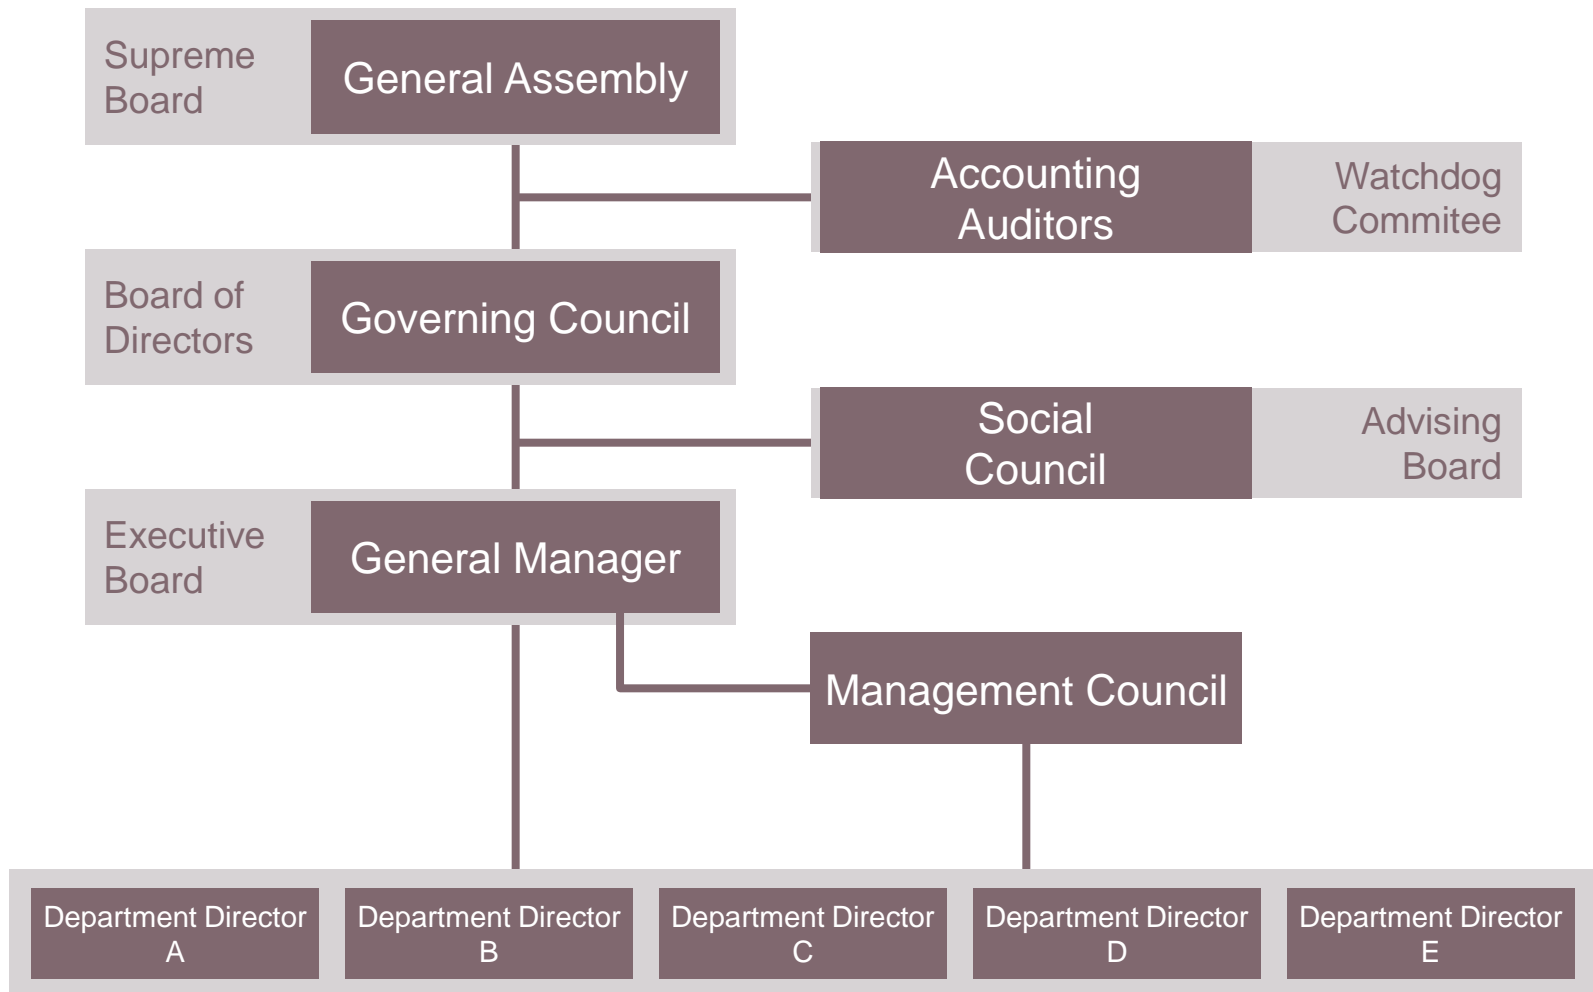 Supreme
Board
General Assembly
Accounting
Auditors
Watchdog
Commitee
Board of
Directors
Governing Council
Social
Council
Advising
Board
Executive
Board
General Manager
Management Council
Department Director
A
Department Director
B
Department Director
C
Department Director
D
Department Director
E